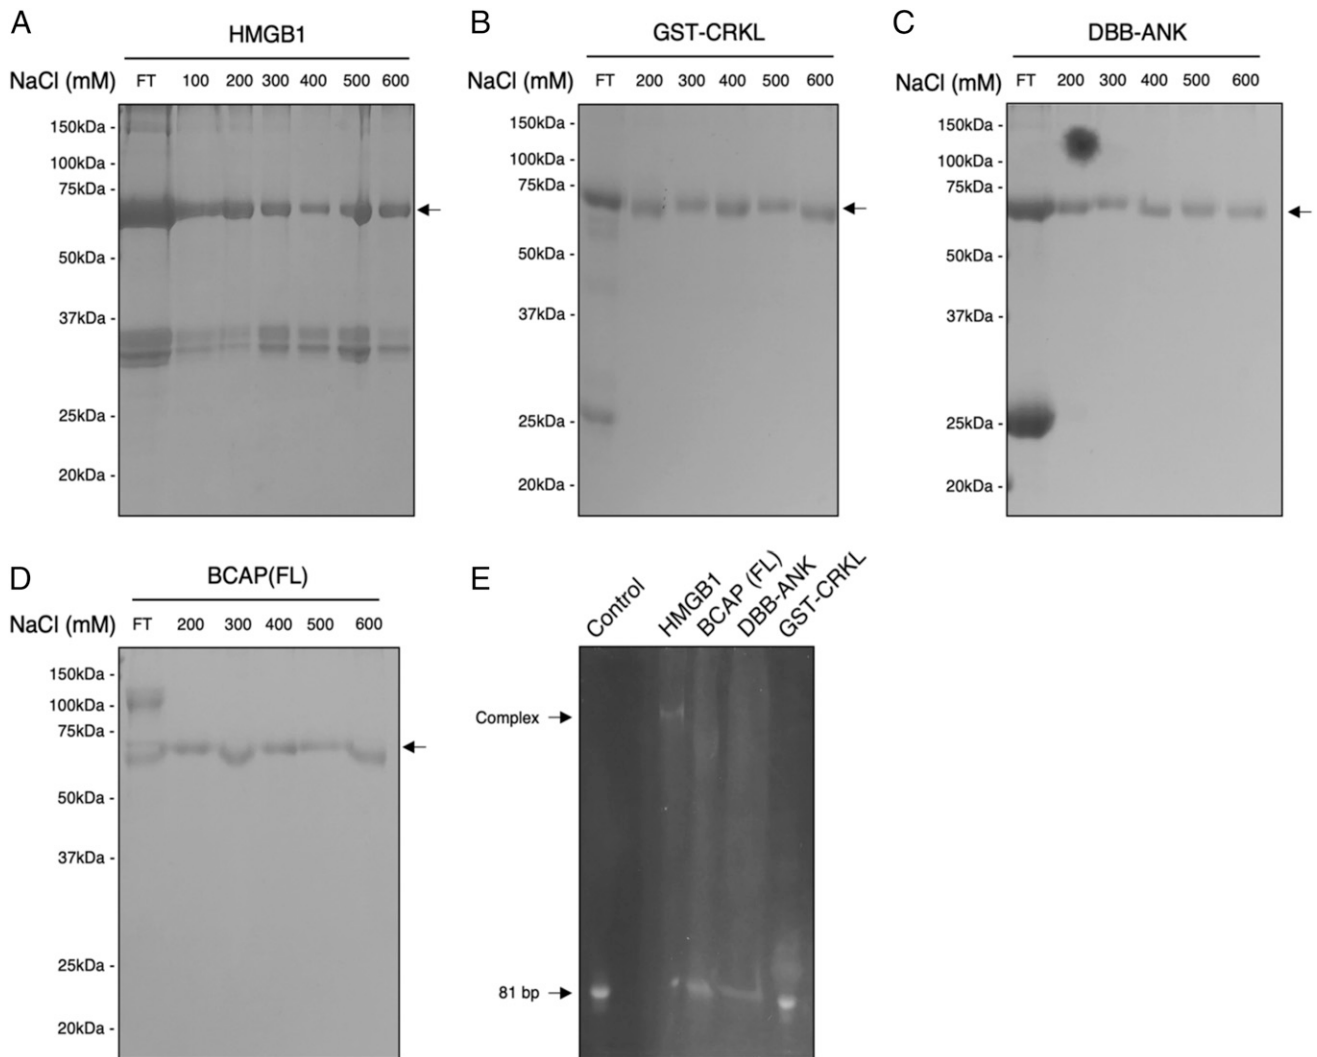 A
HMGB1
NaCl (mM) FT 100 200 300 400 500 600
150kDa -
100kDa -
75kDa -
50kDa -
37kDa -
25kDa -
20kDa -
B
GST-CRKL
NaCl (mM) FT 200 300 400 500 600
150kDa -
100kDa -
75kDa -
50kDa -
37kDa -
25kDa -
20kDa -
C
DBB-ANK
NaCl (mM) FT 200 300 400 500 600
150kDa -
100kDa -
75kDa -
50kDa -
37kDa -
25kDa -
20kDa -
D
BCAP(FL)
NaCl (mM) FT 200 300 400 500 600
150kDa -
100kDa -
75kDa -
50kDa -
37kDa -
25kDa -
20kDa -
E
Control
HMGB1
BCAP (FL)
DBB-ANK
GST-CRKL
Complex
81 bp